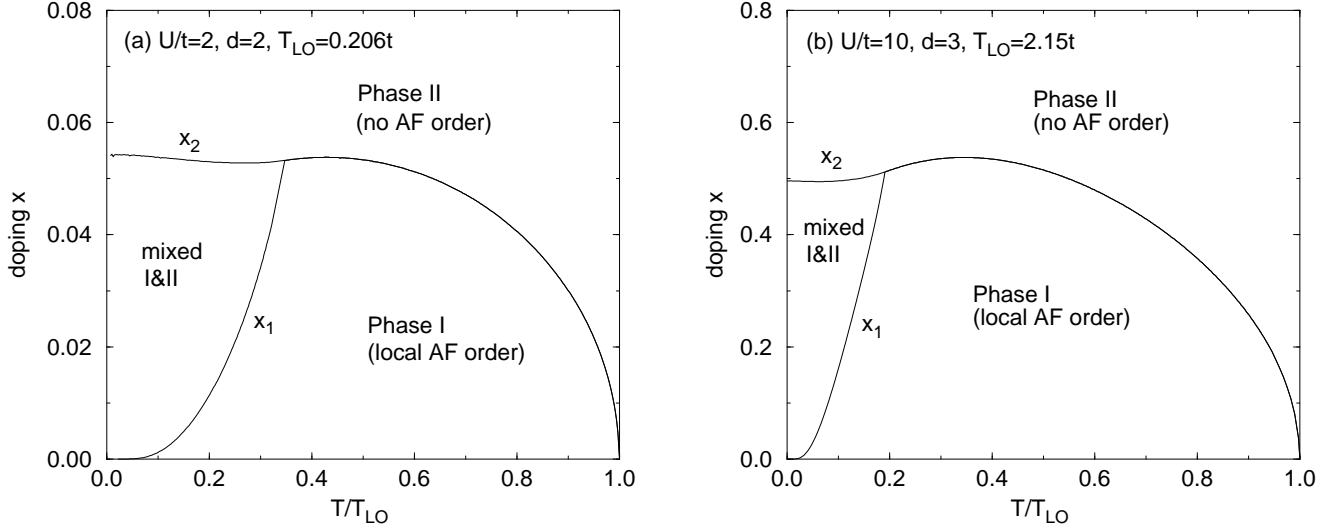 (a) U/t=2, d=2, T_LO=0.206t
Phase II
(no AF order)
x_2
mixed
I&II
x_1
Phase I
(local AF order)
0.08
0.06
0.04
0.02
0.00
doping x
0.0 0.2 0.4 0.6 0.8 1.0
T/T_LO
(b) U/t=10, d=3, T_LO=2.15t
Phase II
(no AF order)
x_2
mixed
I&II
x_1
Phase I
(local AF order)
0.8
0.6
0.4
0.2
0.0
doping x
0.0 0.2 0.4 0.6 0.8 1.0
T/T_LO